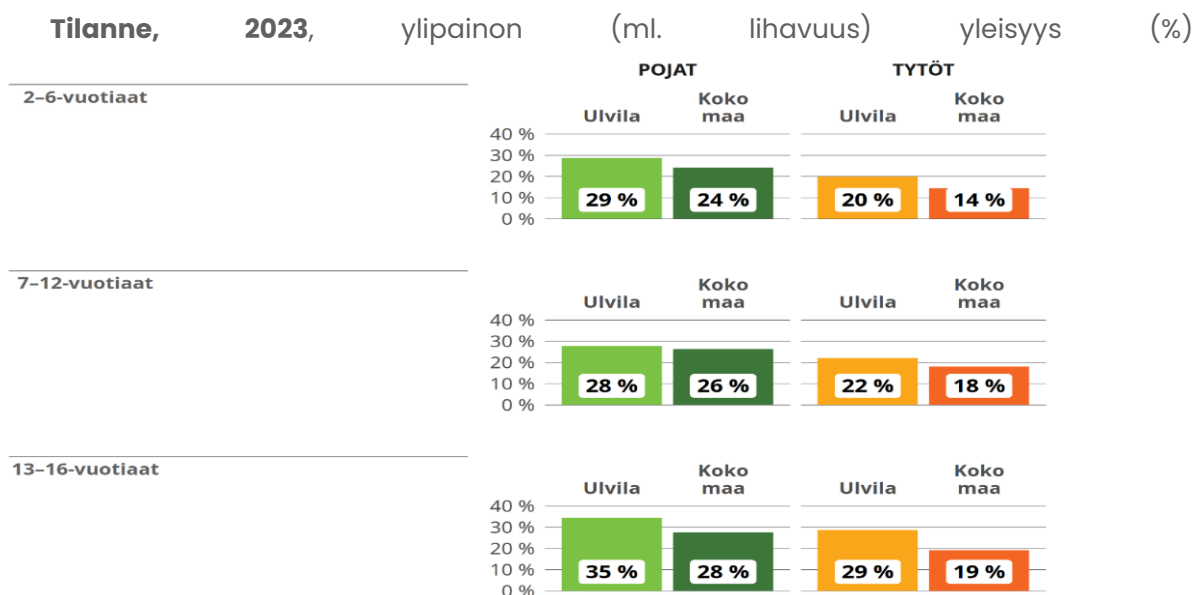 Tilanne, 2023, ylipainon (ml. lihavuus) yleisyys (%)
POJAT TYTÖT
2–6-vuotiaat
Ulvila Koko maa Ulvila Koko maa
40 %
30 %
20 %
10 %
0 %
29 % 24 % 20 % 14 %
7–12-vuotiaat
Ulvila Koko maa Ulvila Koko maa
40 %
30 %
20 %
10 %
0 %
28 % 26 % 22 % 18 %
13–16-vuotiaat
Ulvila Koko maa Ulvila Koko maa
40 %
30 %
20 %
10 %
0 %
35 % 28 % 29 % 19 %